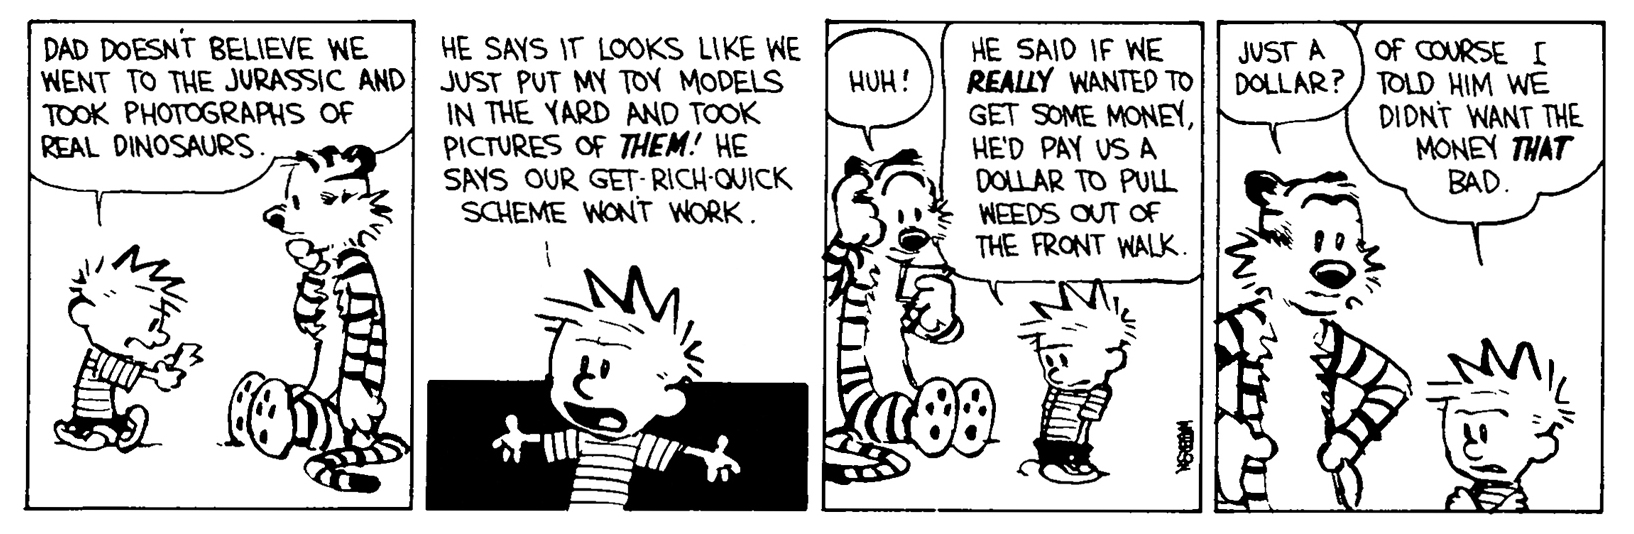 DAD DOESN'T BELIEVE WE
WENT TO THE JURASSIC AND
TOOK PHOTOGRAPHS OF
REAL DINOSAURS.
HE SAYS IT LOOKS LIKE WE
JUST PUT MY TOY MODELS
IN THE YARD AND TOOK
PICTURES OF THEM! HE
SAYS OUR GET-RICH-QUICK
SCHEME WON'T WORK.
HUH!
HE SAID IF WE
REALLY WANTED TO
GET SOME MONEY,
HE'D PAY US A
DOLLAR TO PULL
WEEDS OUT OF
THE FRONT WALK.
WATTERSON
JUST A
DOLLAR?
OF COURSE I
TOLD HIM WE
DIDN'T WANT THE
MONEY THAT
BAD.